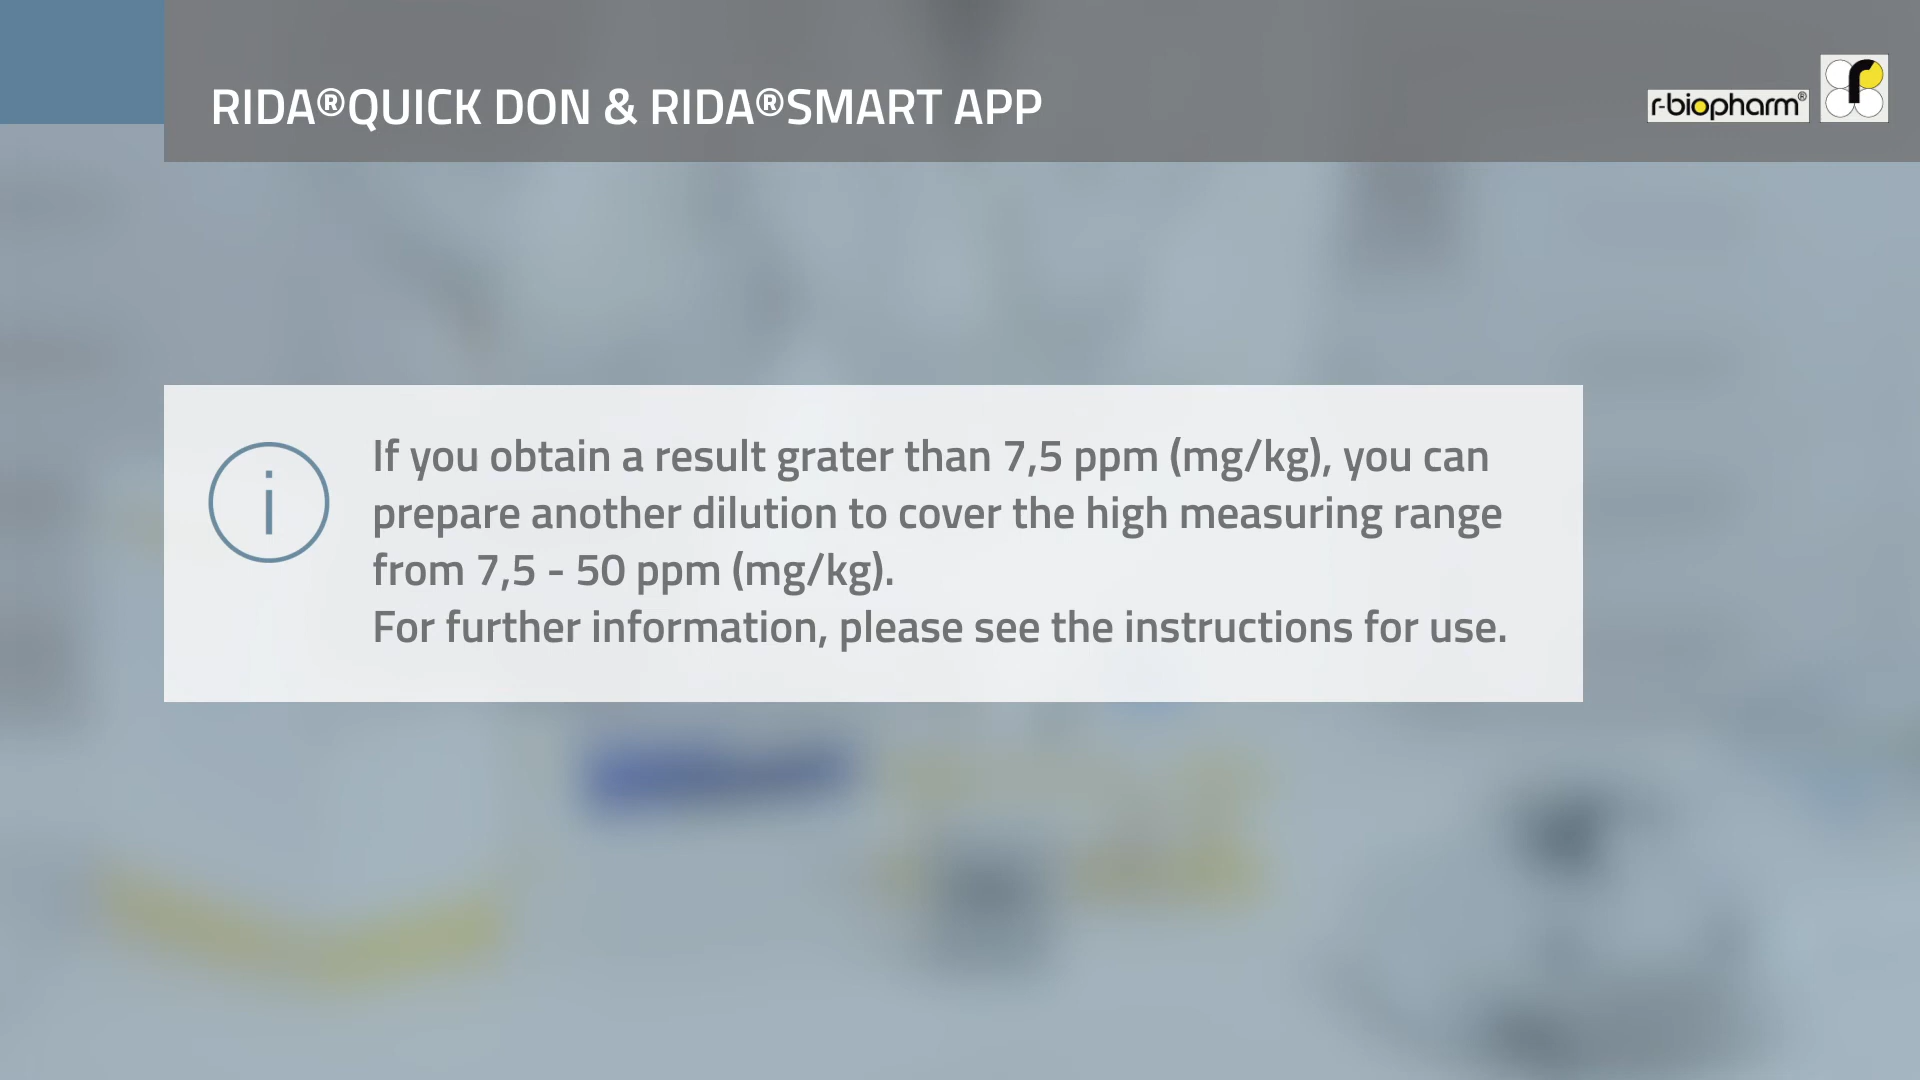 RIDA®QUICK DON & RIDA®SMART APP
r-biopharm®
r
i
If you obtain a result grater than 7,5 ppm (mg/kg), you can
prepare another dilution to cover the high measuring range
from 7,5 - 50 ppm (mg/kg).
For further information, please see the instructions for use.